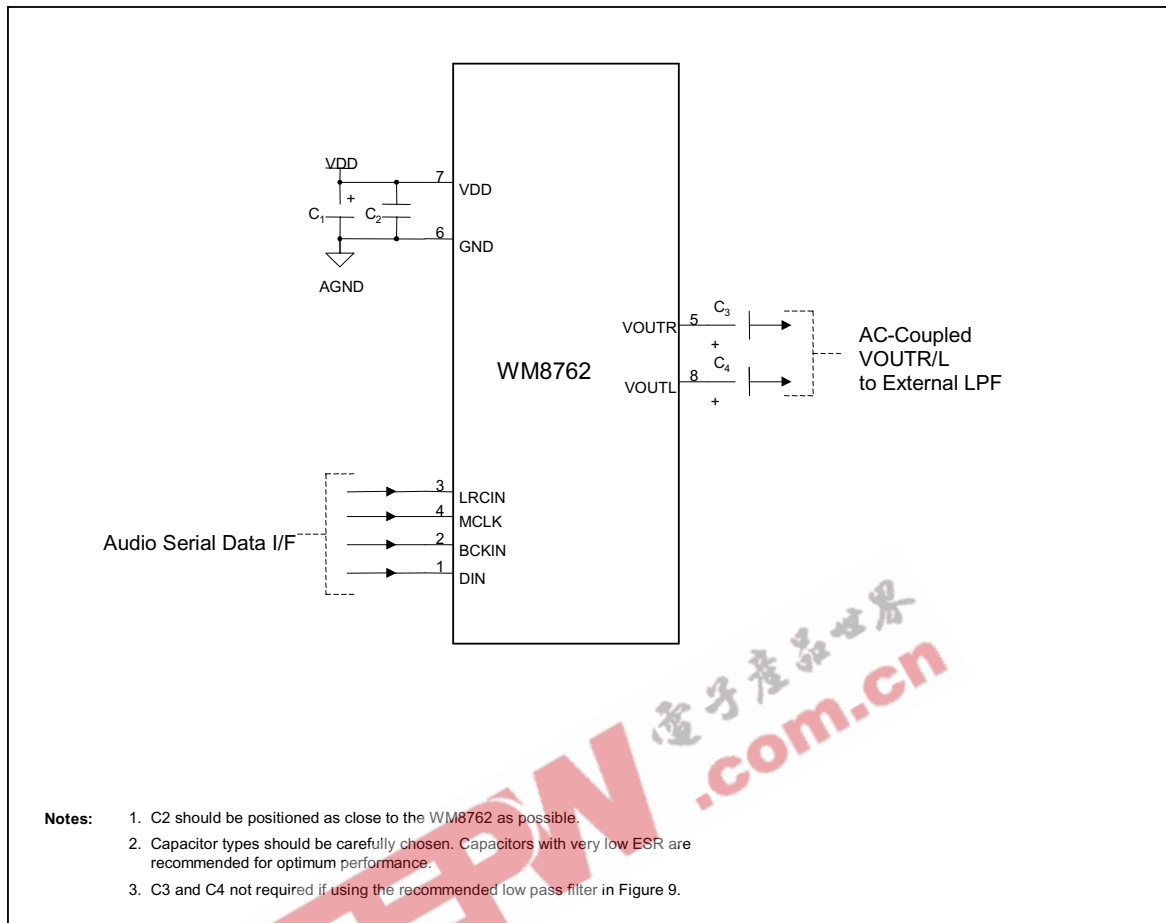 VDD
7
VDD
C1
+
C2
6
GND
AGND
VOUTR
5
C3
+
WM8762
VOUTL
8
C4
+
AC-Coupled
VOUTR/L
to External LPF
Audio Serial Data I/F
3
LRCIN
4
MCLK
2
BCKIN
1
DIN
電子產品世界
.com.cn
EEPW
Notes:
1. C2 should be positioned as close to the WM8762 as possible.
2. Capacitor types should be carefully chosen. Capacitors with very low ESR are
recommended for optimum performance.
3. C3 and C4 not required if using the recommended low pass filter in Figure 9.